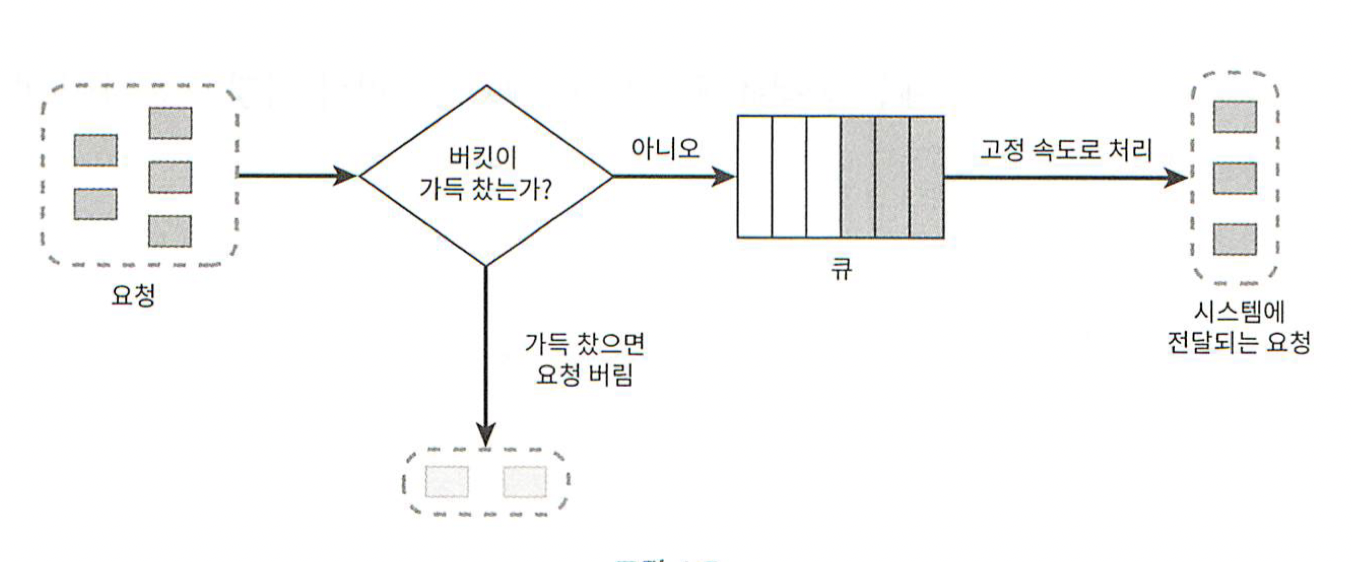 버킷이
가득 찼는가?
아니오
고정 속도로 처리
요청
큐
시스템에
전달되는 요청
가득 찼으면
요청 버림